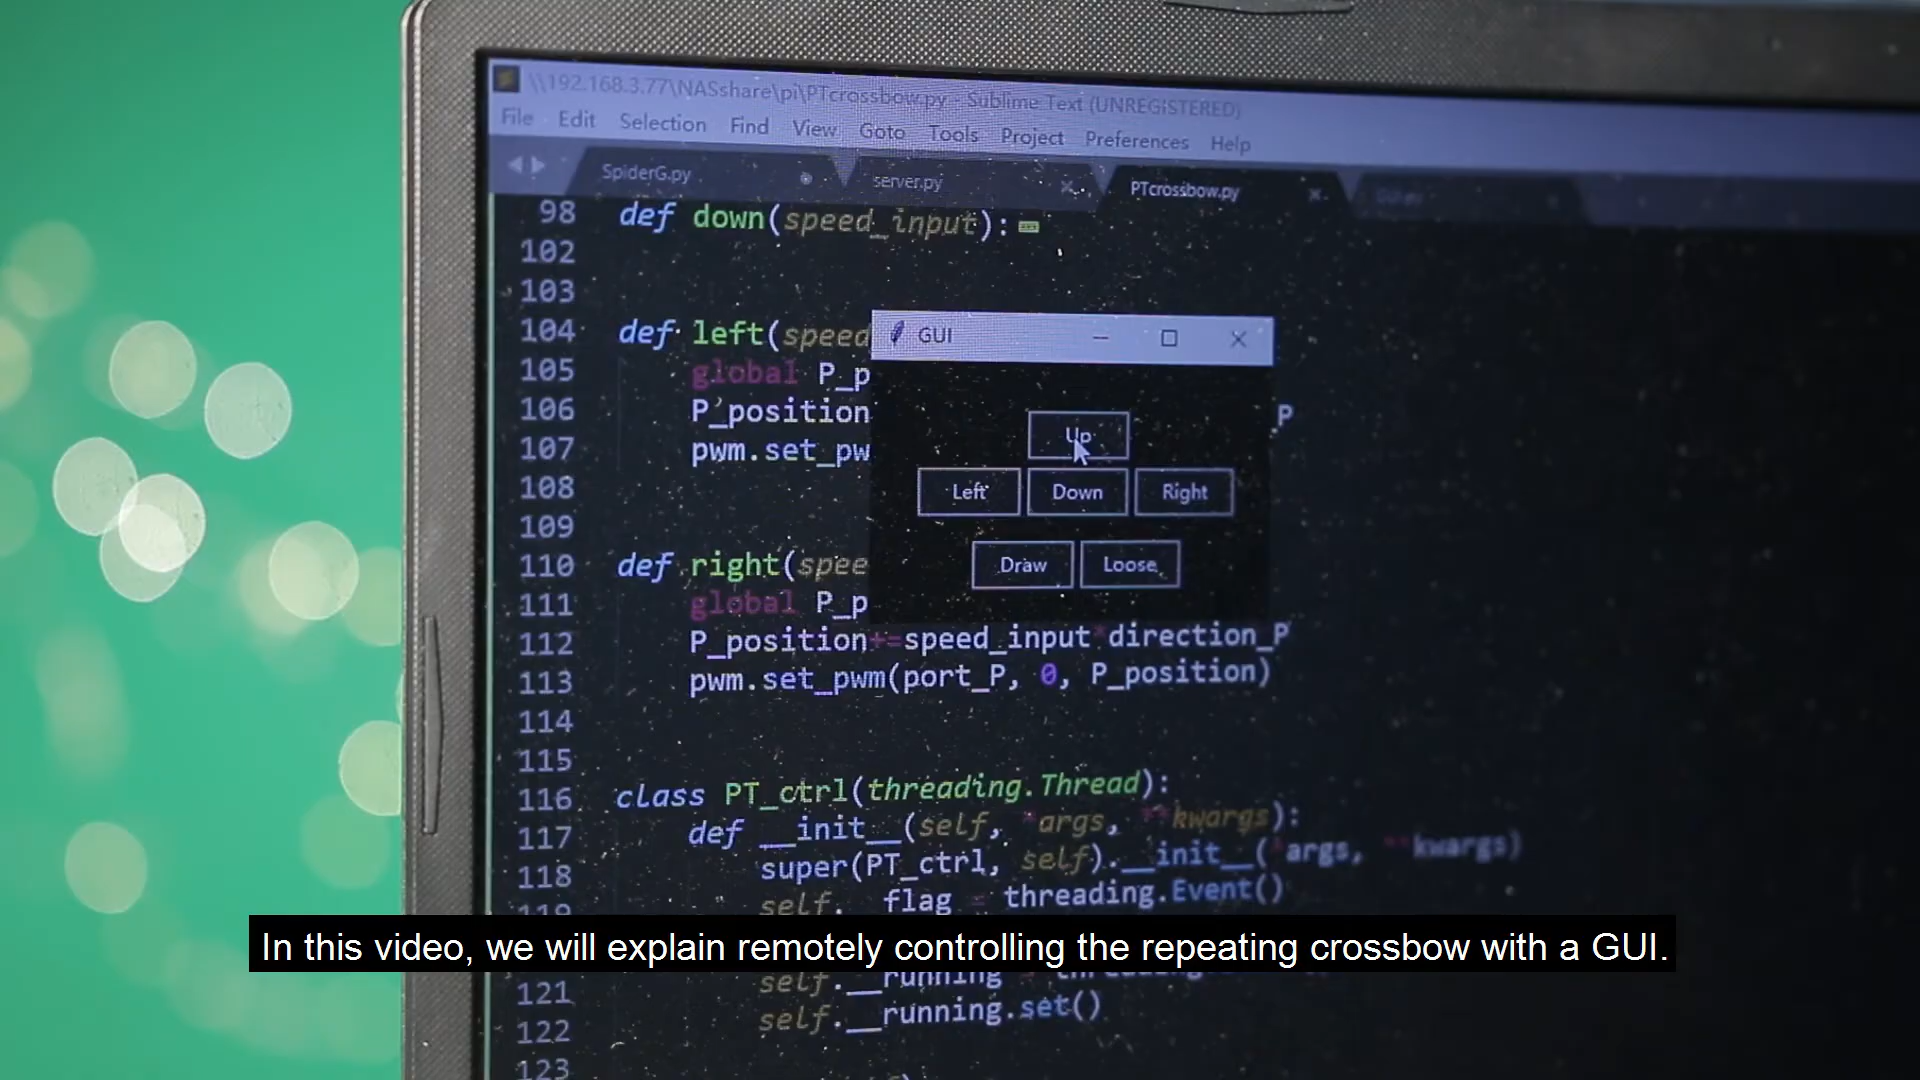 \\192.168.3.77\NASshare\pi\PTcrossbow.py - Sublime Text (UNREGISTERED)
File Edit Selection Find View Goto Tools Project Preferences Help
SpiderG.py server.py PTcrossbow.py
98 def down(speed_input):
102
103
104 def left(speed
105 global P_p
106 P_position P
107 pwm.set_pw
108
109
110 def right(spee
111 global P_p
112 P_position+=speed_input*direction_P
113 pwm.set_pwm(port_P, 0, P_position)
114
115
116 class PT_ctrl(threading.Thread):
117 def __init__(self, *args, **kwargs):
118 super(PT_ctrl, self).__init__(*args, **kwargs)
119 self.__flag = threading.Event()
121 self.__running =
122 self.__running.set()
123
GUI
Up
Left Down Right
Draw Loose
In this video, we will explain remotely controlling the repeating crossbow with a GUI.